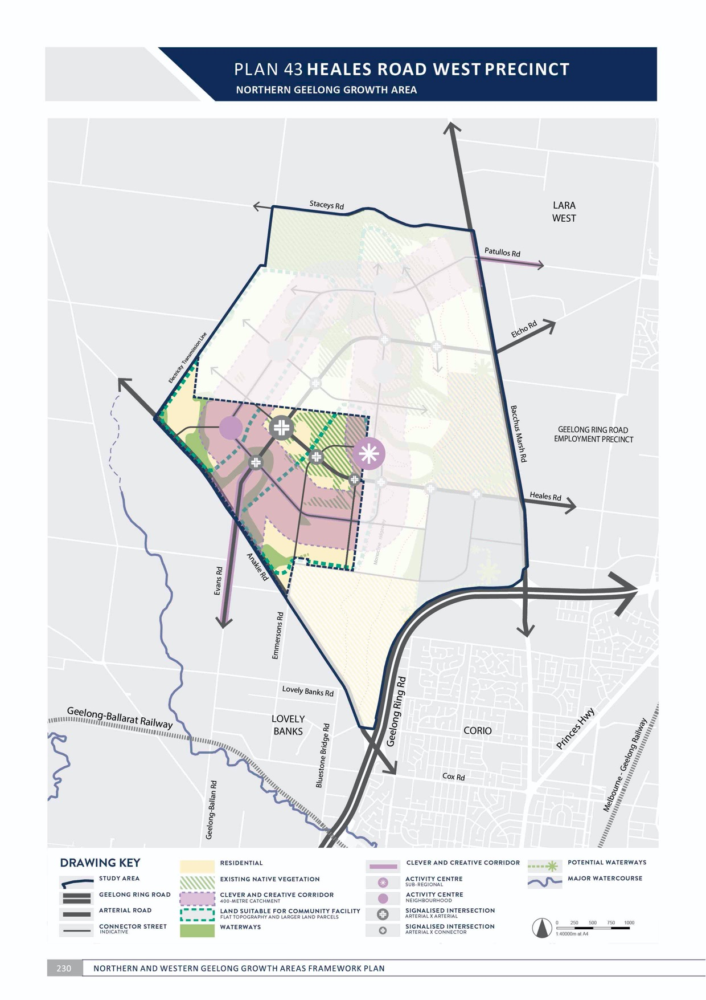 PLAN 43 HEALES ROAD WEST PRECINCT
NORTHERN GEELONG GROWTH AREA
Staceys Rd
LARA
WEST
Patullos Rd
Elcho Rd
Electricity Transmission Line
Bacchus Marsh Rd
GEELONG RING ROAD
EMPLOYMENT PRECINCT
Heales Rd
Monocline ridgeway
Anakie Rd
Evans Rd
Emmersons Rd
Lovely Banks Rd
Geelong Ring Rd
LOVELY
BANKS
CORIO
Princes Hwy
Geelong-Ballarat Railway
Bluestone Bridge Rd
Melbourne - Geelong Railway
Cox Rd
Geelong-Ballan Rd
DRAWING KEY
STUDY AREA
GEELONG RING ROAD
ARTERIAL ROAD
CONNECTOR STREET
INDICATIVE
RESIDENTIAL
EXISTING NATIVE VEGETATION
CLEVER AND CREATIVE CORRIDOR
400-METRE CATCHMENT
LAND SUITABLE FOR COMMUNITY FACILITY
FLAT TOPOGRAPHY AND LARGER LAND PARCELS
WATERWAYS
CLEVER AND CREATIVE CORRIDOR
ACTIVITY CENTRE
SUB-REGIONAL
ACTIVITY CENTRE
NEIGHBOURHOOD
SIGNALISED INTERSECTION
ARTERIAL X ARTERIAL
SIGNALISED INTERSECTION
ARTERIAL X CONNECTOR
POTENTIAL WATERWAYS
MAJOR WATERCOURSE
0 250 500 750 1000
1:40000m at A4
230 NORTHERN AND WESTERN GEELONG GROWTH AREAS FRAMEWORK PLAN